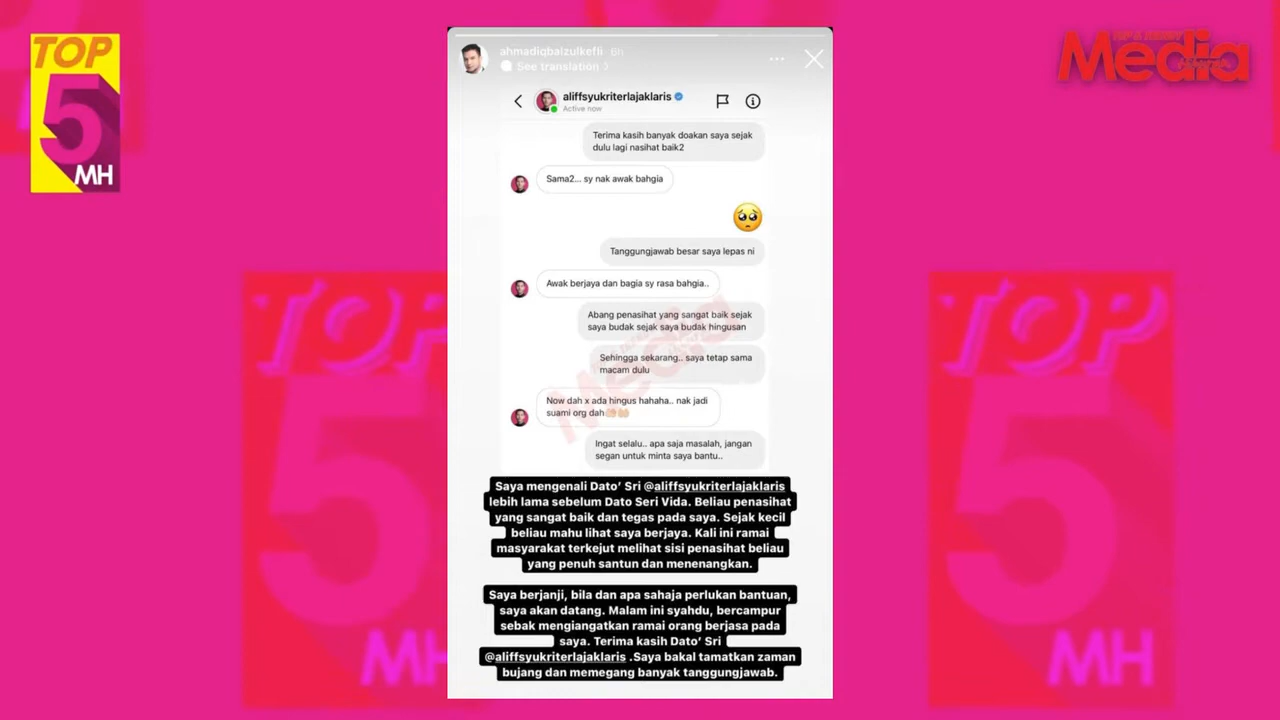 TOP
5
MH
Media
ahmadiqbalzulkefli 6h
See translation >
aliffsyukriterlajaklaris
Active now
Terima kasih banyak doakan saya sejak
dulu lagi nasihat baik2
Sama2... sy nak awak bahgia
Tanggungjawab besar saya lepas ni
Awak berjaya dan bagia sy rasa bahgia..
Abang penasihat yang sangat baik sejak
saya budak sejak saya budak hingusan
Sehingga sekarang.. saya tetap sama
macam dulu
Now dah x ada hingus hahaha.. nak jadi
suami org dah
Ingat selalu.. apa saja masalah, jangan
segan untuk minta saya bantu..
Saya mengenali Dato' Sri @aliffsyukriterlajaklaris
lebih lama sebelum Dato Seri Vida. Beliau penasihat
yang sangat baik dan tegas pada saya. Sejak kecil
beliau mahu lihat saya berjaya. Kali ini ramai
masyarakat terkejut melihat sisi penasihat beliau
yang penuh santun dan menenangkan.
Saya berjanji, bila dan apa sahaja perlukan bantuan,
saya akan datang. Malam ini syahdu, bercampur
sebak mengiangatkan ramai orang berjasa pada
saya. Terima kasih Dato' Sri
@aliffsyukriterlajaklaris .Saya bakal tamatkan zaman
bujang dan memegang banyak tanggungjawab.
TOP
5
MH
TOP
5
MH